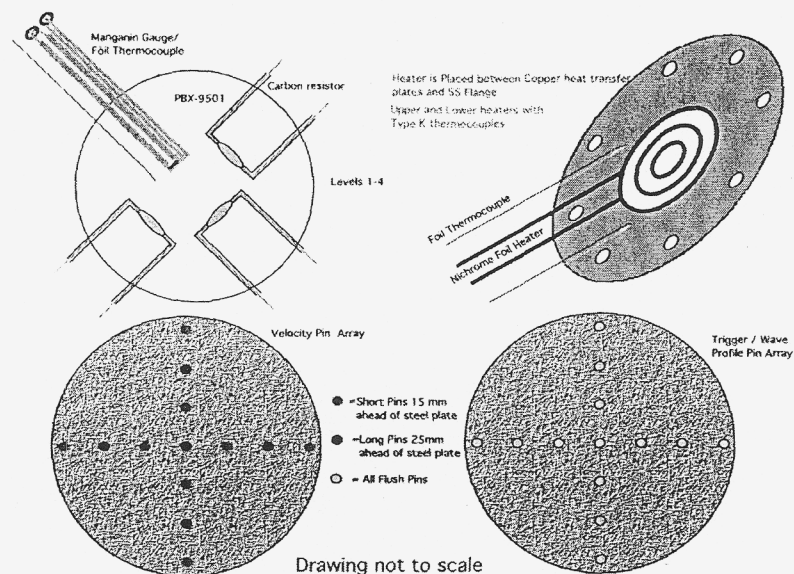 Manganin Gauge/
Foil Thermocouple
PBX-9501
Carbon resistor
Levels 1-4
Heater is Placed between Copper heat transfer
plates and SS Flange
Upper and Lower heaters with
Type K thermocouples
Foil Thermocouple
Nichrome Foil Heater
Velocity Pin Array
Trigger / Wave
Profile Pin Array
=Short Pins 15 mm
ahead of steel plate
=Long Pins 25mm
ahead of steel plate
= All Flush Pins
Drawing not to scale